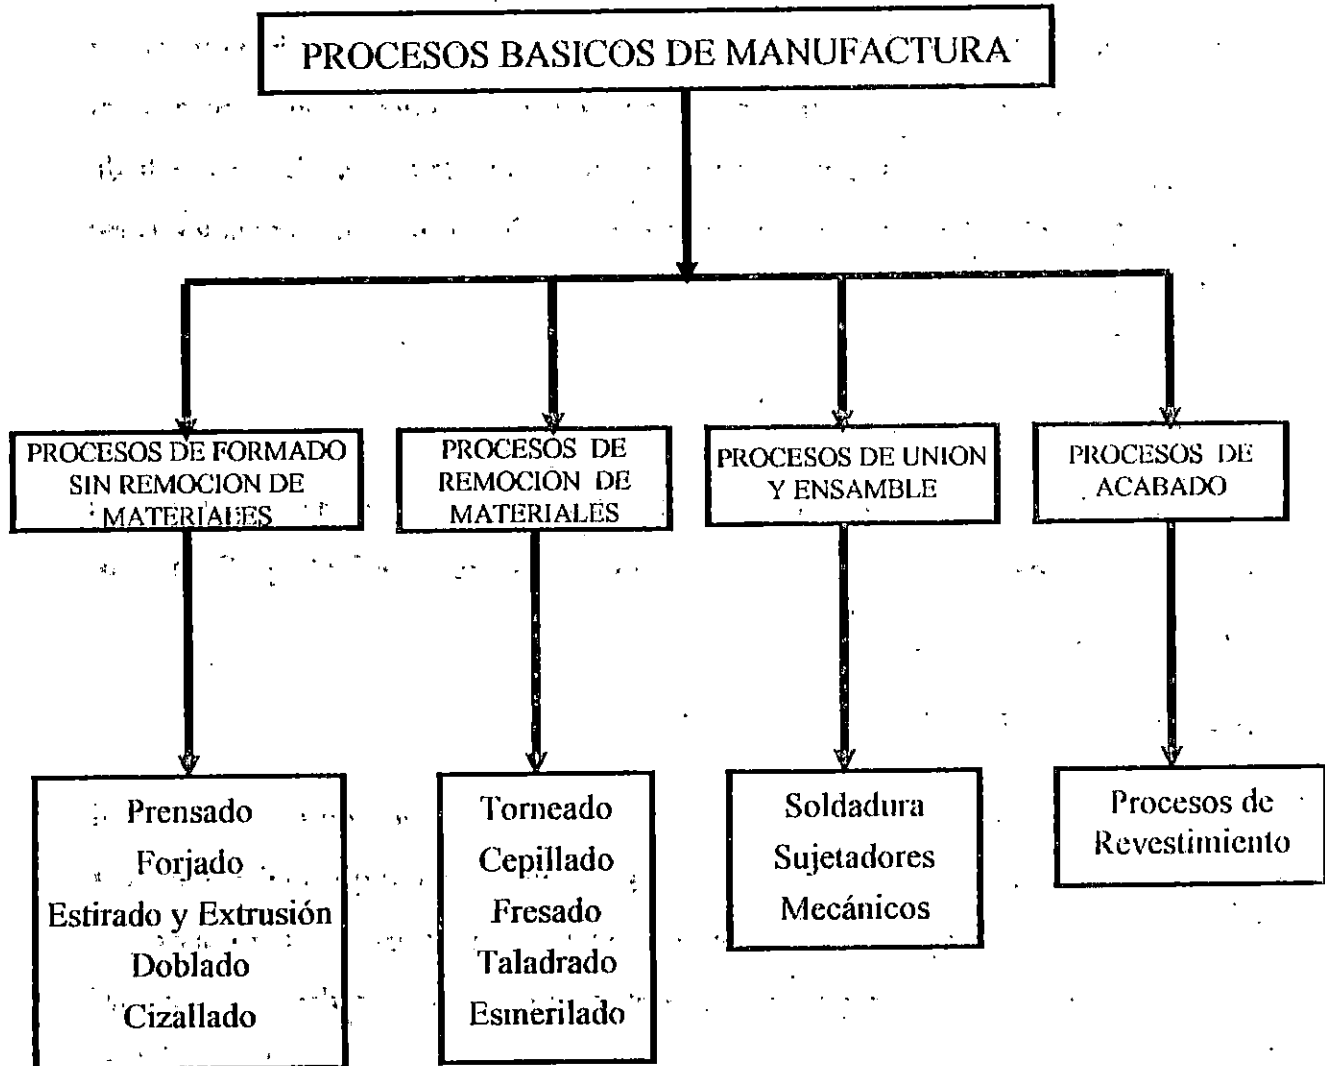 PROCESOS BASICOS DE MANUFACTURA
PROCESOS DE FORMADO
SIN REMOCION DE
MATERIALES
PROCESOS DE
REMOCION DE
MATERIALES
PROCESOS DE UNION
Y ENSAMBLE
PROCESOS DE
ACABADO
Prensado
Forjado
Estirado y Extrusión
Doblado
Cizallado
Torneado
Cepillado
Fresado
Taladrado
Esmerilado
Soldadura
Sujetadores
Mecánicos
Procesos de
Revestimiento